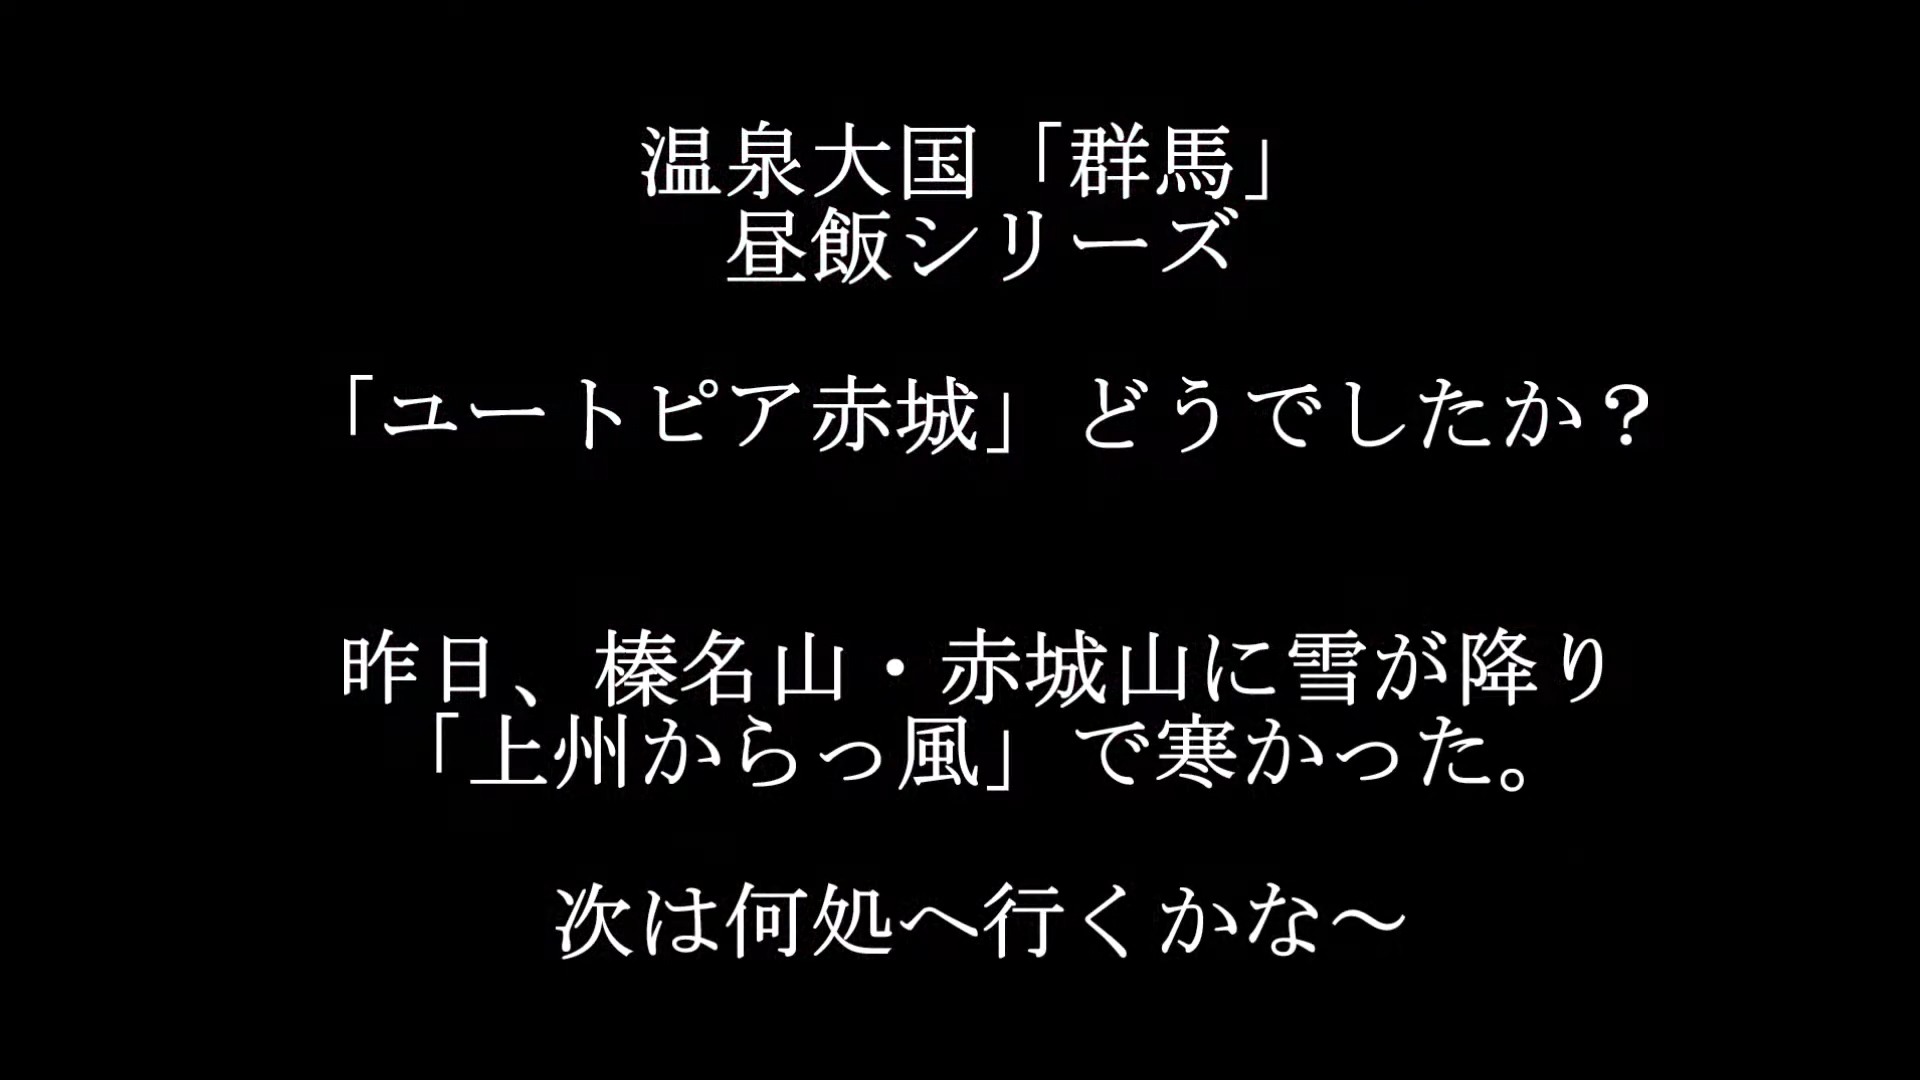 温泉大国「群馬」
昼飯シリーズ
「ユートピア赤城」どうでしたか？
昨日、榛名山・赤城山に雪が降り
「上州からっ風」で寒かった。
次は何処へ行くかな～